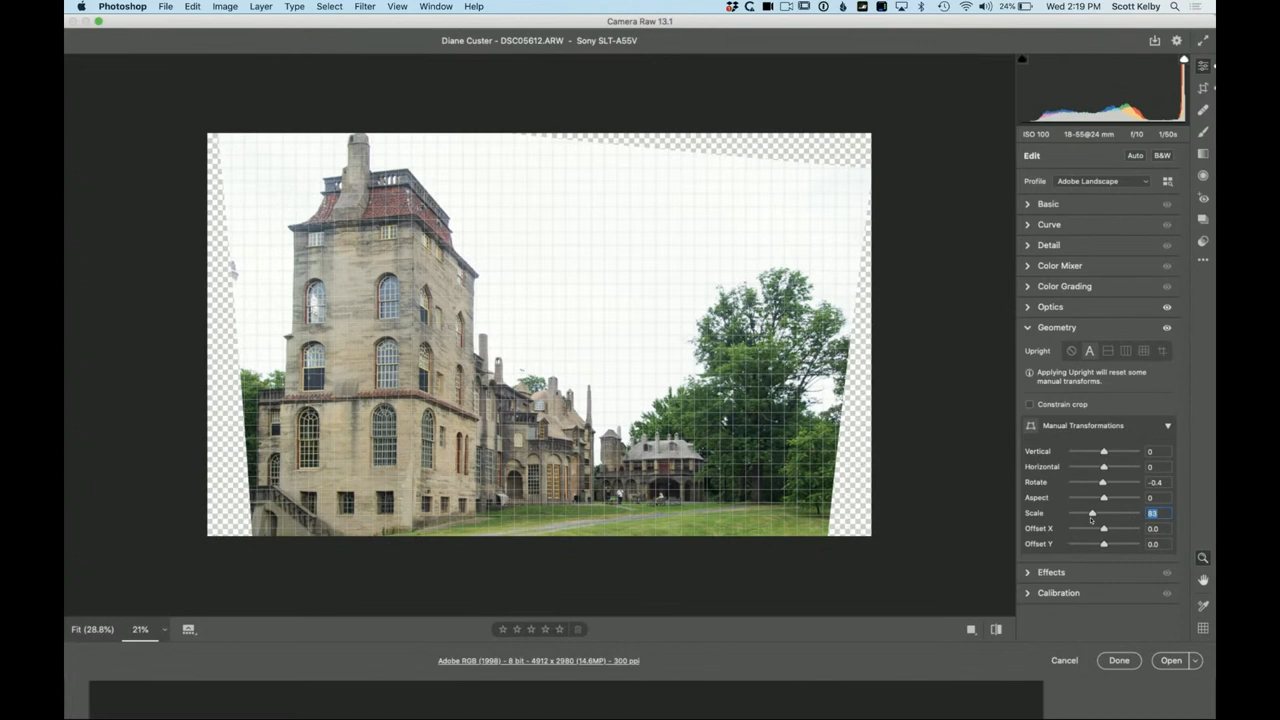 Photoshop File Edit Image Layer Type Select Filter View Window Help 24% Wed 2:19 PM Scott Kelby
Camera Raw 13.1
Diane Custer - DSC05612.ARW - Sony SLT-A55V
ISO 100 18-55@24 mm f/10 1/50s
Edit Auto B&W
Profile Adobe Landscape
Basic
Curve
Detail
Color Mixer
Color Grading
Optics
Geometry
Upright A
Applying Upright will reset some
manual transforms.
Constrain crop
Manual Transformations
Vertical 0
Horizontal 0
Rotate -0.4
Aspect 0
Scale 83
Offset X 0.0
Offset Y 0.0
Effects
Calibration
Fit (28.8%) 21%
Adobe RGB (1998) - 8 bit - 4912 x 2980 (14.6MP) - 300 ppi
Cancel Done Open